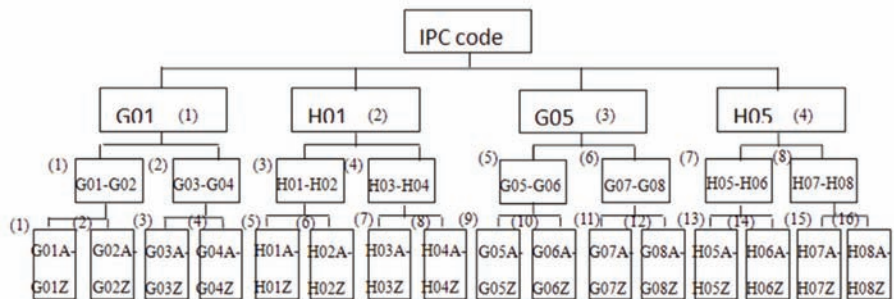 IPC code
G01 (1) H01 (2) G05 (3) H05 (4)
(1) (2) (3) (4) (5) (6) (7) (8)
G01-G02 G03-G04 H01-H02 H03-H04 G05-G06 G07-G08 H05-H06 H07-H08
(1) (2) (3) (4) (5) (6) (7) (8) (9) (10) (11) (12) (13) (14) (15) (16)
G01A- G02A- G03A- G04A- H01A- H02A- H03A- H04A- G05A- G06A- G07A- G08A- H05A- H06A- H07A- H08A-
G01Z G02Z G03Z G04Z H01Z H02Z H03Z H04Z G05Z G06Z G07Z G08Z H05Z H06Z H07Z H08Z